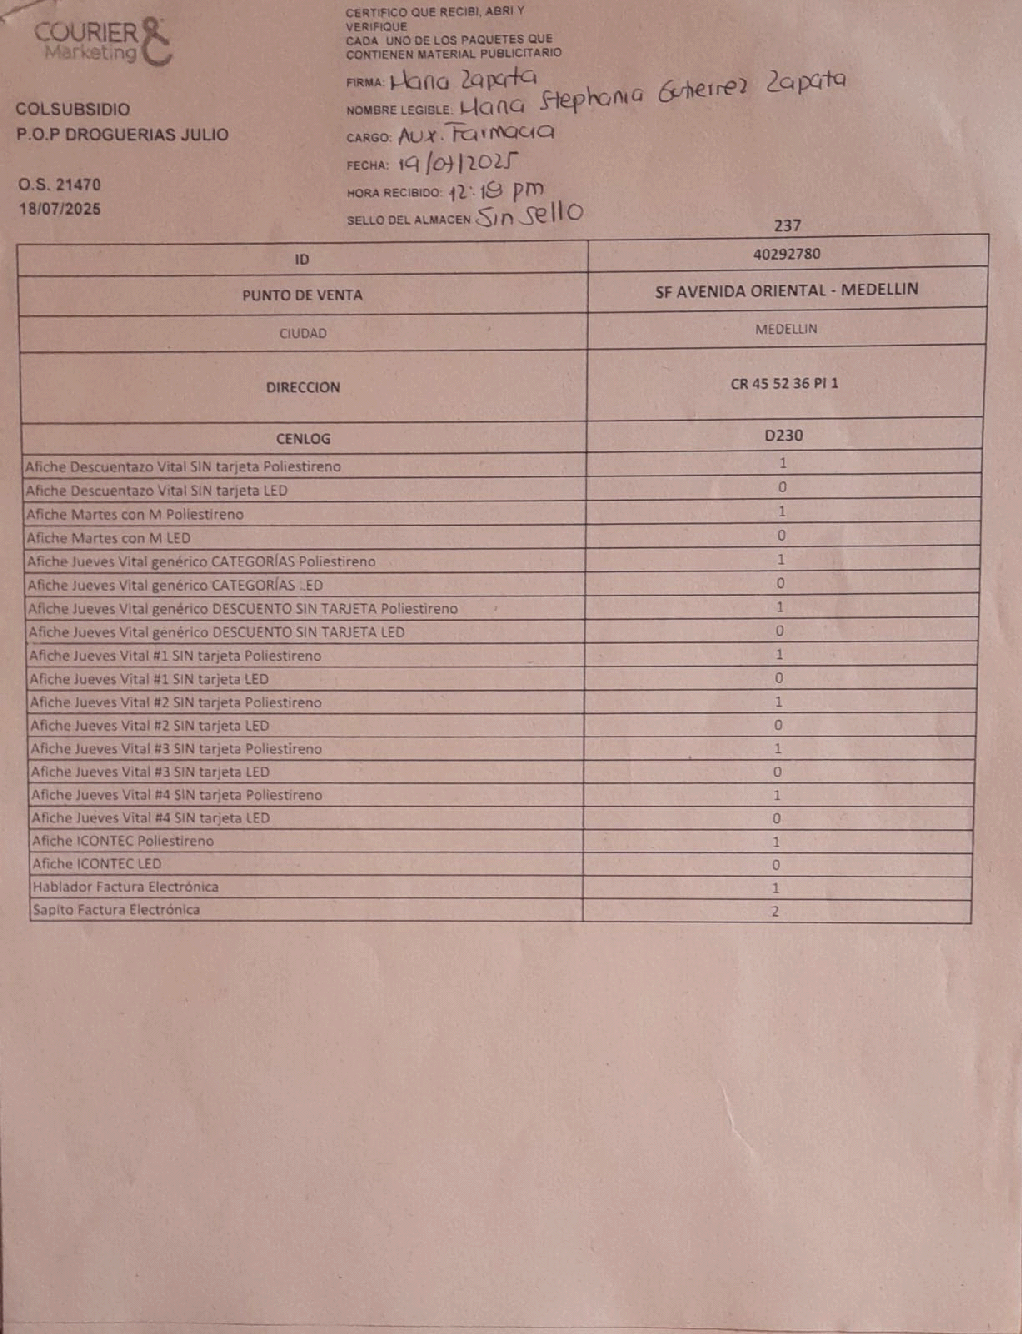 COURIER &
Marketing
COLSUBSIDIO
P.O.P DROGUERIAS JULIO
O.S. 21470
18/07/2025
CERTIFICO QUE RECIBI, ABRI Y
VERIFIQUE
CADA UNO DE LOS PAQUETES QUE
CONTIENEN MATERIAL PUBLICITARIO
FIRMA: Maria Zapata
NOMBRE LEGIBLE: Maria Stephania Gutierrez Zapata
CARGO: Aux. Farmacia
FECHA: 19/07/2025
HORA RECIBIDO: 12:18 pm
SELLO DEL ALMACEN Sin Sello
237
ID 40292780
PUNTO DE VENTA SF AVENIDA ORIENTAL - MEDELLIN
CIUDAD MEDELLIN
DIRECCION CR 45 52 36 PI 1
CENLOG D230
Afiche Descuentazo Vital SIN tarjeta Poliestireno 1
Afiche Descuentazo Vital SIN tarjeta LED 0
Afiche Martes con M Poliestireno 1
Afiche Martes con M LED 0
Afiche Jueves Vital genérico CATEGORÍAS Poliestireno 1
Afiche Jueves Vital genérico CATEGORÍAS LED 0
Afiche Jueves Vital genérico DESCUENTO SIN TARJETA Poliestireno 1
Afiche Jueves Vital genérico DESCUENTO SIN TARJETA LED 0
Afiche Jueves Vital #1 SIN tarjeta Poliestireno 1
Afiche Jueves Vital #1 SIN tarjeta LED 0
Afiche Jueves Vital #2 SIN tarjeta Poliestireno 1
Afiche Jueves Vital #2 SIN tarjeta LED 0
Afiche Jueves Vital #3 SIN tarjeta Poliestireno 1
Afiche Jueves Vital #3 SIN tarjeta LED 0
Afiche Jueves Vital #4 SIN tarjeta Poliestireno 1
Afiche Jueves Vital #4 SIN tarjeta LED 0
Afiche ICONTEC Poliestireno 1
Afiche ICONTEC LED 0
Hablador Factura Electrónica 1
Sapito Factura Electrónica 2